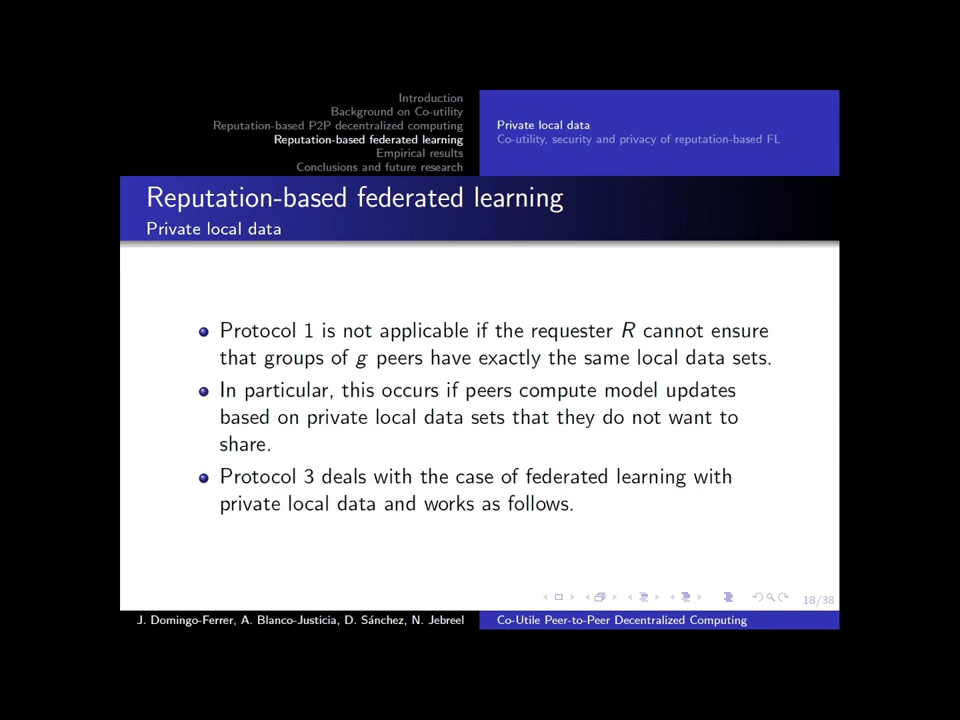 Introduction
Background on Co-utility
Reputation-based P2P decentralized computing
Reputation-based federated learning
Empirical results
Conclusions and future research
Private local data
Co-utility, security and privacy of reputation-based FL
Reputation-based federated learning
Private local data
Protocol 1 is not applicable if the requester R cannot ensure
that groups of g peers have exactly the same local data sets.
In particular, this occurs if peers compute model updates
based on private local data sets that they do not want to
share.
Protocol 3 deals with the case of federated learning with
private local data and works as follows.
18/38
J. Domingo-Ferrer, A. Blanco-Justicia, D. Sánchez, N. Jebreel
Co-Utile Peer-to-Peer Decentralized Computing